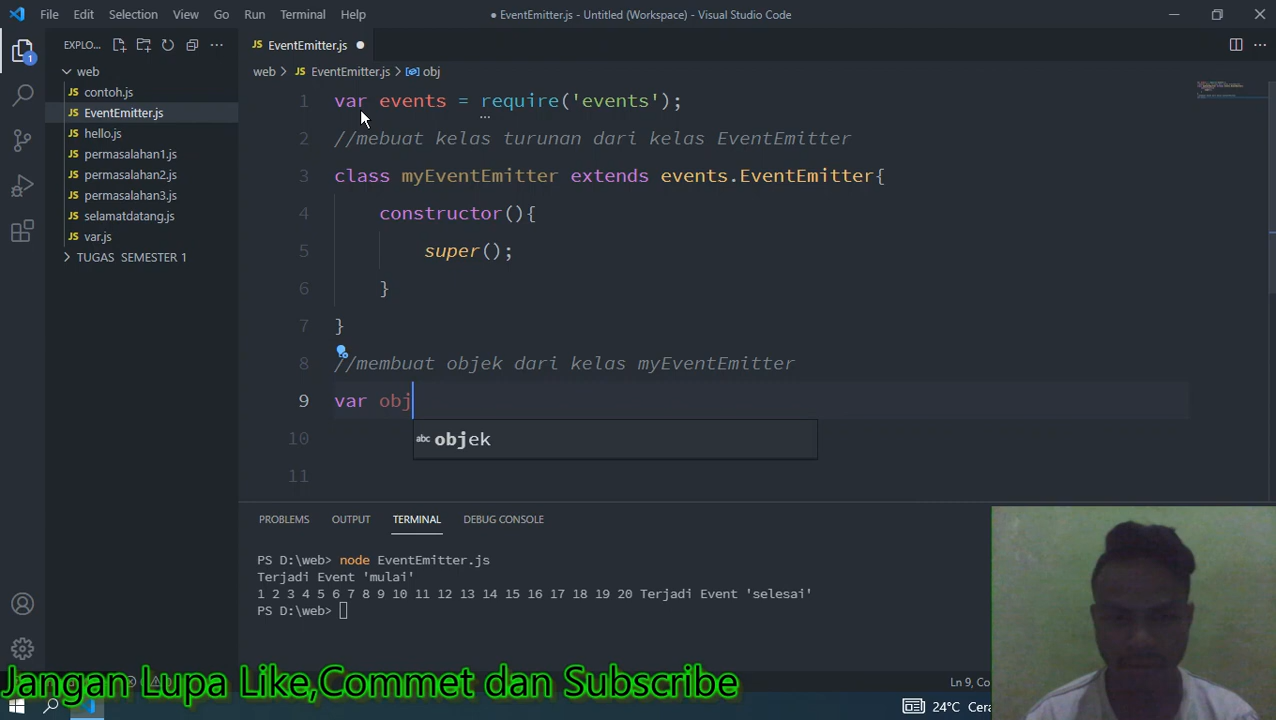 File Edit Selection View Go Run Terminal Help
● EventEmitter.js - Untitled (Workspace) - Visual Studio Code
EXPLO...
1
web
contoh.js
EventEmitter.js
hello.js
permasalahan1.js
permasalahan2.js
permasalahan3.js
selamatdatang.js
var.js
TUGAS SEMESTER 1
JS EventEmitter.js ●
web > JS EventEmitter.js > obj
1 var events = require('events');
2 //mebuat kelas turunan dari kelas EventEmitter
3 class myEventEmitter extends events.EventEmitter{
4 constructor(){
5 super();
6 }
7 }
8 //membuat objek dari kelas myEventEmitter
9 var obj
abc objek
10
11
PROBLEMS OUTPUT TERMINAL DEBUG CONSOLE
PS D:\web> node EventEmitter.js
Terjadi Event 'mulai'
1 2 3 4 5 6 7 8 9 10 11 12 13 14 15 16 17 18 19 20 Terjadi Event 'selesai'
PS D:\web>
Jangan Lupa Like,Commet dan Subscribe
Ln 9, Co
24°C Cera